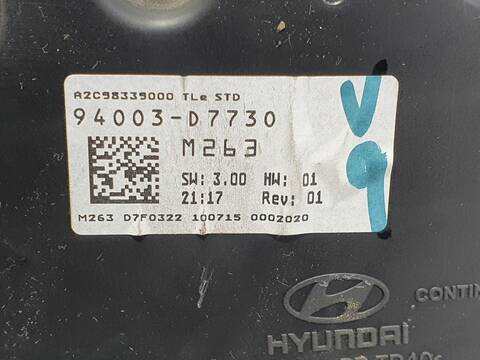 A2C98339000 TLe STD
94003-D7730
M263
SW: 3.00 HW: 01
21:17 Rev: 01
M263 D7F0322 100715 0002020
V9
HYUNDAI